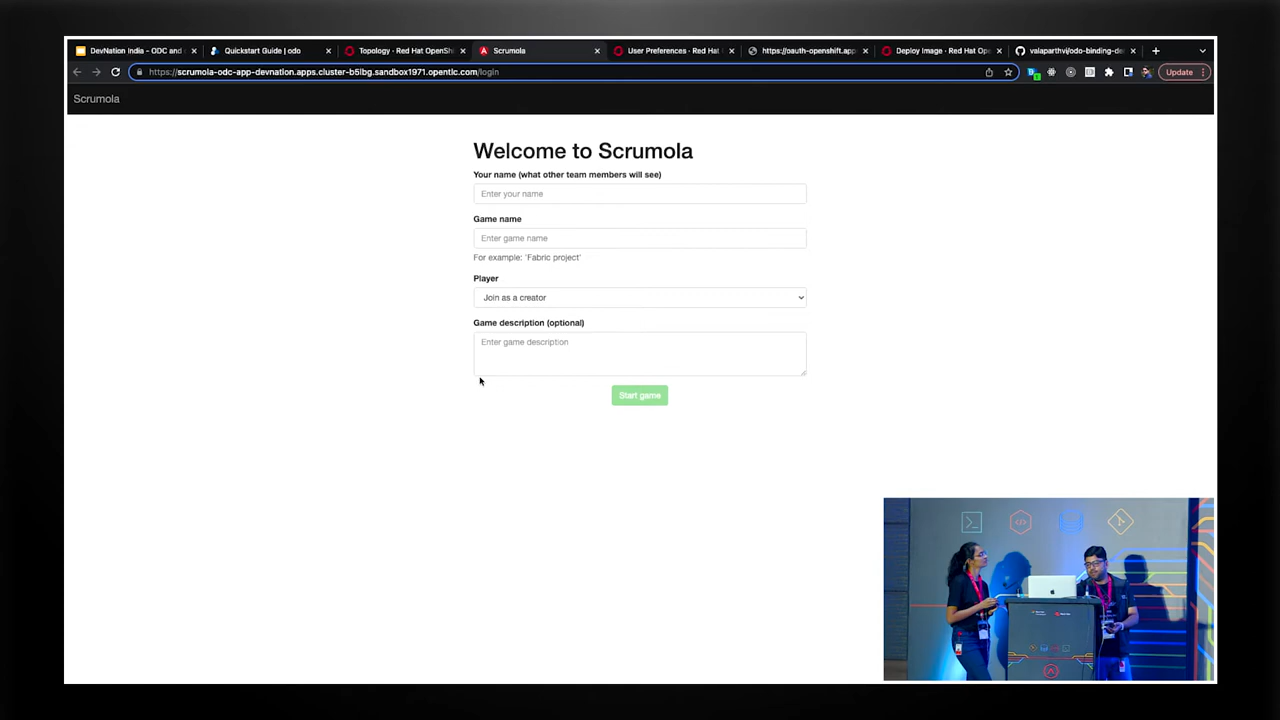 DevNation India - ODC and
Quickstart Guide | odo
Topology · Red Hat OpenShi
Scrumola
User Preferences · Red Hat
https://oauth-openshift.app
Deploy Image · Red Hat Ope
valaparthvi/odo-binding-de
https://scrumola-odc-app-devnation.apps.cluster-b5lbg.sandbox1971.opentlc.com/login
Update
Scrumola
Welcome to Scrumola
Your name (what other team members will see)
Enter your name
Game name
Enter game name
For example: 'Fabric project'
Player
Join as a creator
Game description (optional)
Enter game description
Start game